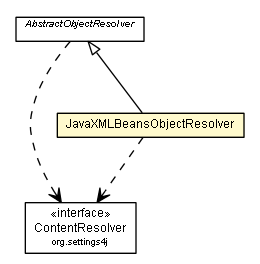 AbstractObjectResolver
JavaXMLBeansObjectResolver
«interface»
ContentResolver
org.settings4j